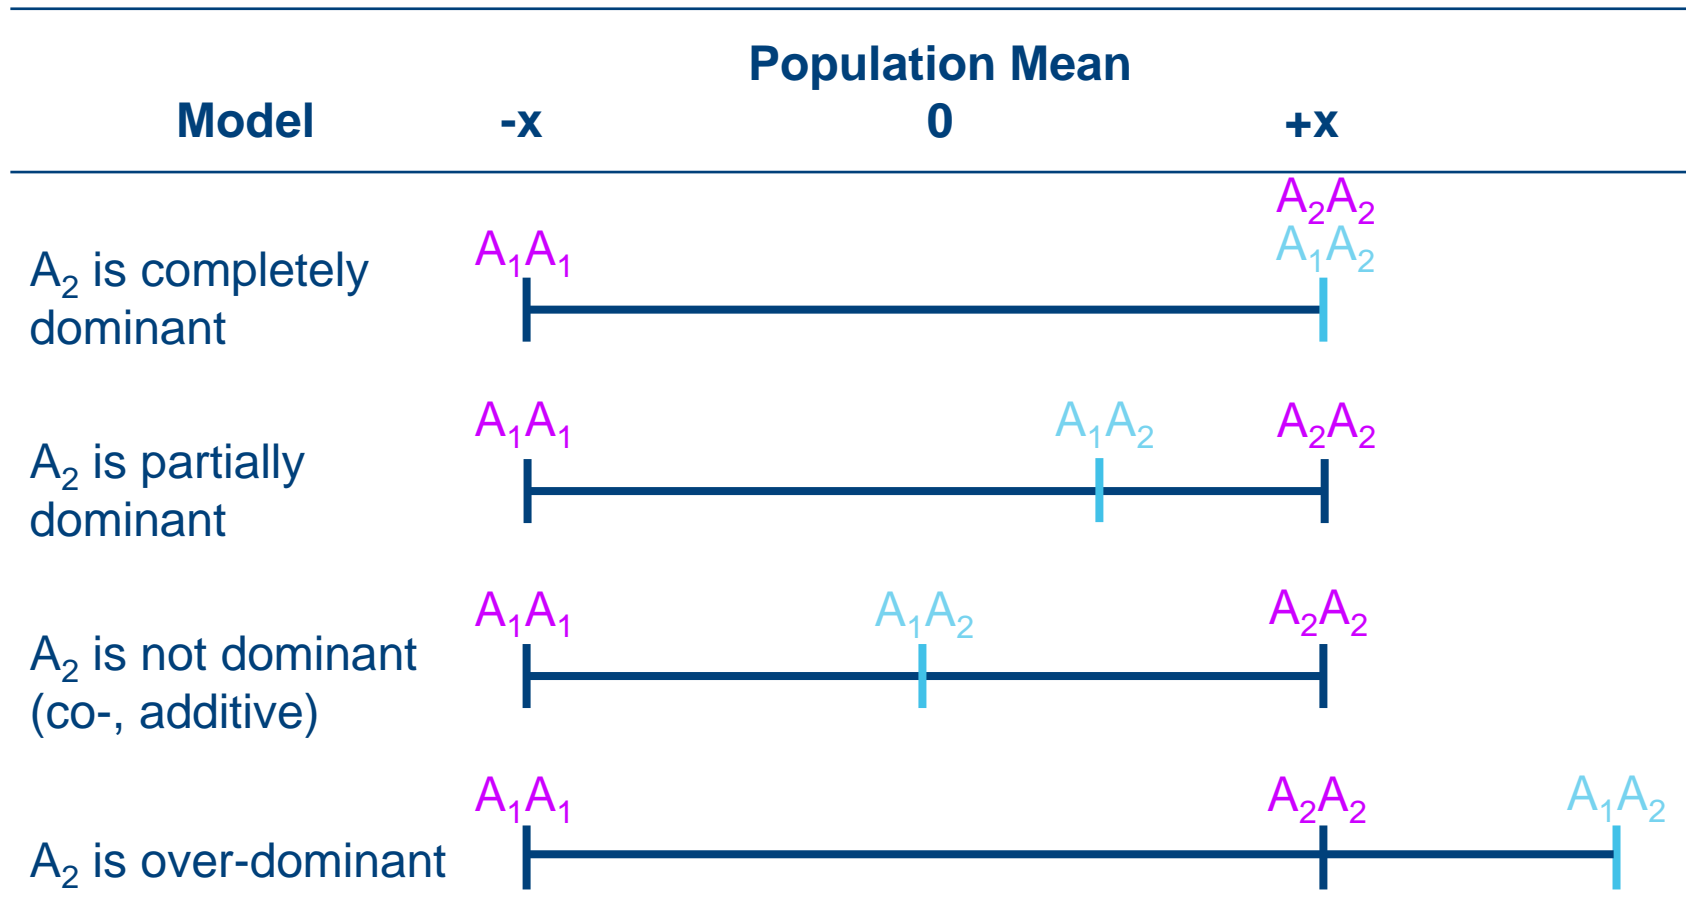 Population Mean
Model -x 0 +x
A₂A₂
A₁A₁ A₁A₂
A₂ is completely
dominant
A₁A₁ A₁A₂ A₂A₂
A₂ is partially
dominant
A₁A₁ A₁A₂ A₂A₂
A₂ is not dominant
(co-, additive)
A₁A₁ A₂A₂ A₁A₂
A₂ is over-dominant